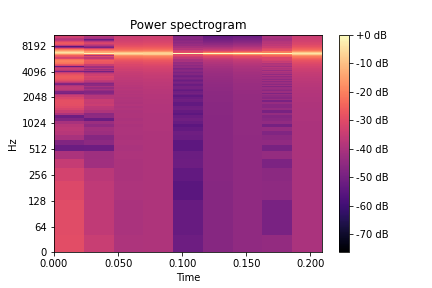 Power spectrogram
Hz
8192
4096
2048
1024
512
256
128
64
0
0.000 0.050 0.100 0.150 0.200
Time
+0 dB
-10 dB
-20 dB
-30 dB
-40 dB
-50 dB
-60 dB
-70 dB